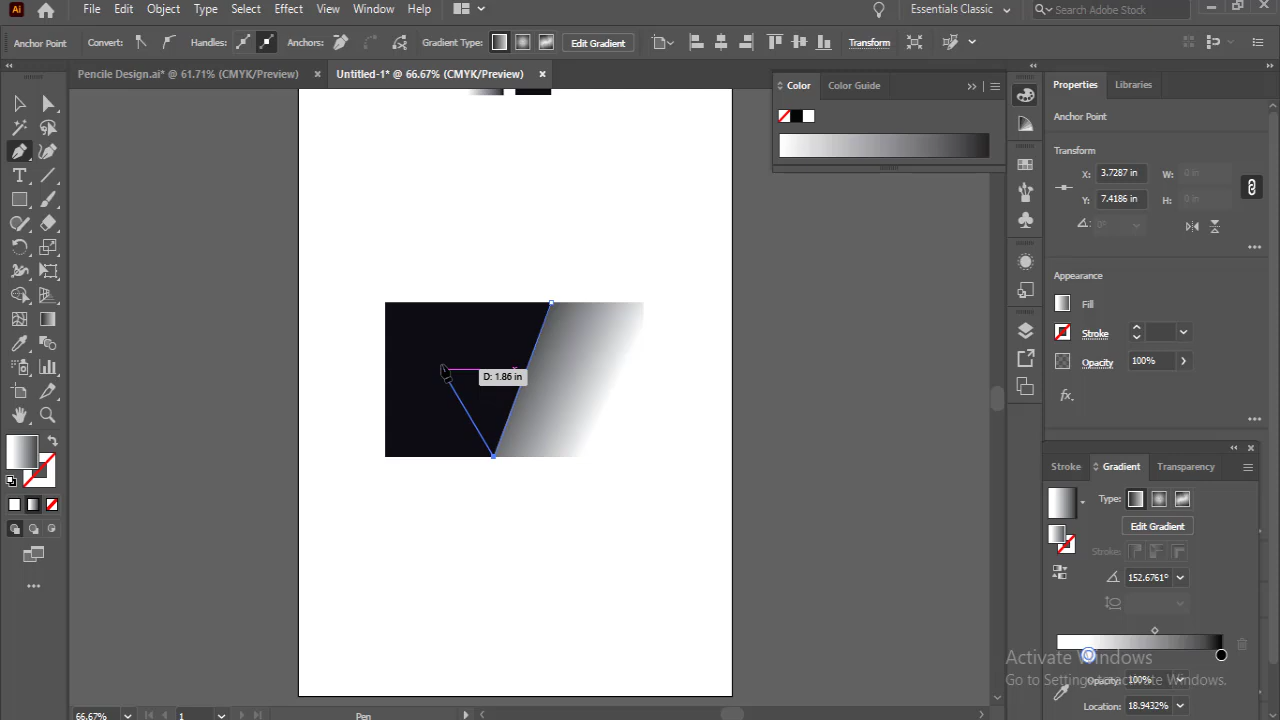 Ai File Edit Object Type Select Effect View Window Help Essentials Classic Search Adobe Stock
Anchor Point Convert: Handles: Anchors: Gradient Type: Edit Gradient Transform
Pencile Design.ai* @ 61.71% (CMYK/Preview) × Untitled-1* @ 66.67% (CMYK/Preview) ×
Color Color Guide
Properties Libraries
Anchor Point
Transform
X: 3.7287 in W: 0 in
Y: 7.4186 in H: 0 in
0°
Appearance
Fill
Stroke
Opacity 100%
fx.
D: 1.86 in
Stroke Gradient Transparency
Type:
Edit Gradient
Stroke:
152.6761°
Activate Windows
Go to Settings to activate Windows.
Opacity: 100%
Location: 18.9432%
66.67% 1 Pen